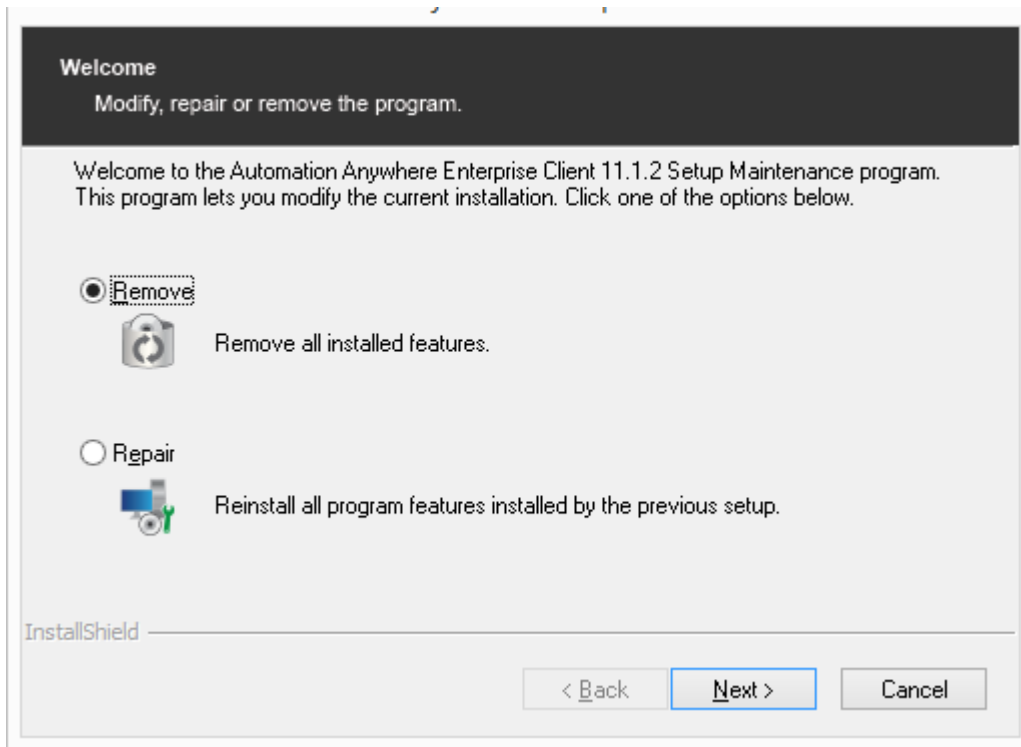 Welcome
Modify, repair or remove the program.
Welcome to the Automation Anywhere Enterprise Client 11.1.2 Setup Maintenance program.
This program lets you modify the current installation. Click one of the options below.
Remove
Remove all installed features.
Repair
Reinstall all program features installed by the previous setup.
InstallShield
< Back
Next >
Cancel